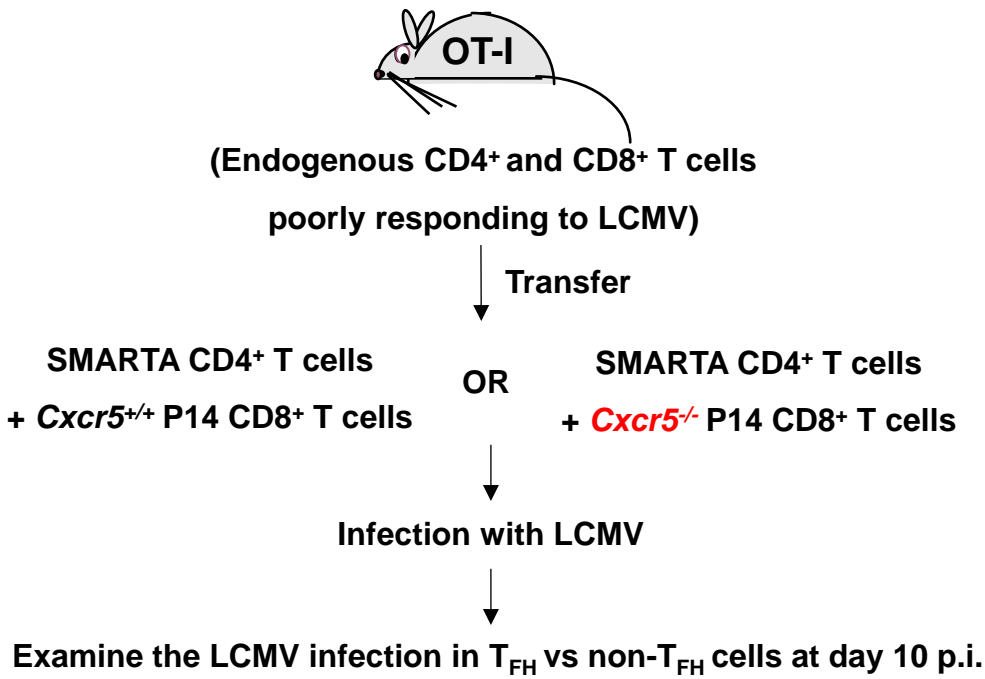 OT-I
(Endogenous CD4⁺ and CD8⁺ T cells
poorly responding to LCMV)
Transfer
SMARTA CD4⁺ T cells
+ Cxcr5⁺/⁺ P14 CD8⁺ T cells
OR
SMARTA CD4⁺ T cells
+ Cxcr5⁻/⁻ P14 CD8⁺ T cells
Infection with LCMV
Examine the LCMV infection in TFH vs non-TFH cells at day 10 p.i.